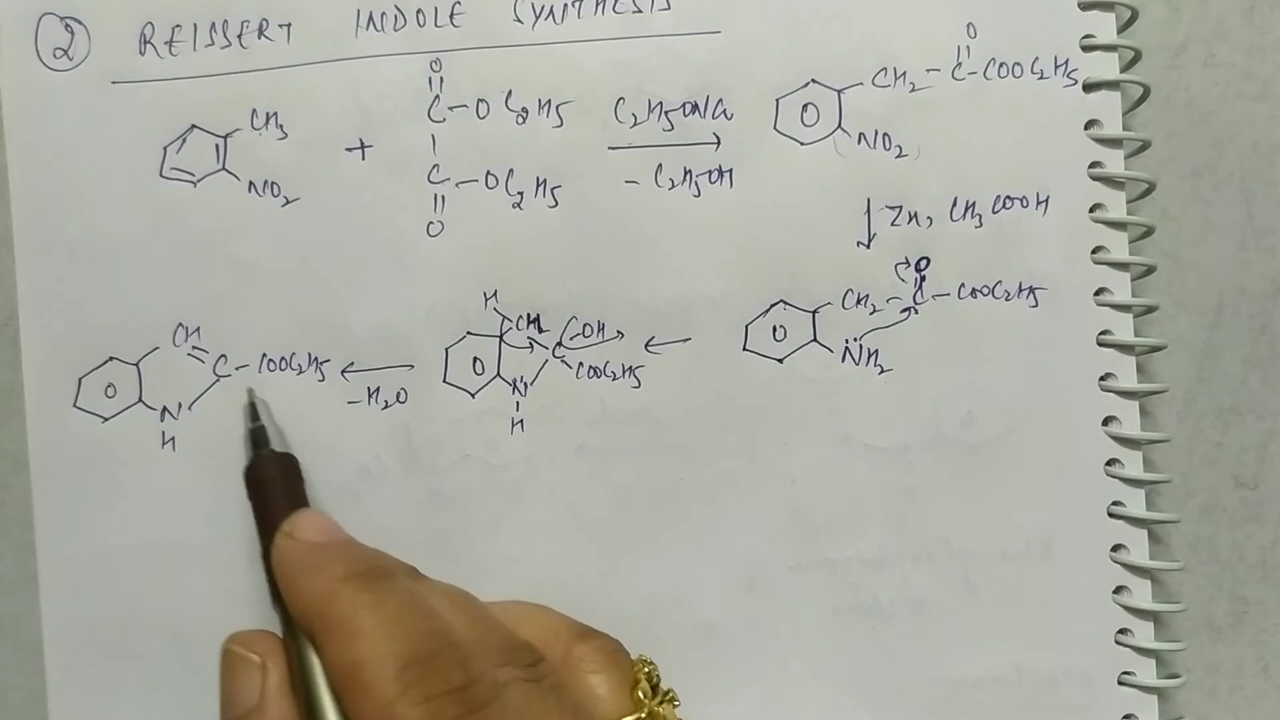 ② REISSERT INDOLE SYNTHESIS
CH₃
NO₂
+
O
C-OC₂H₅
C-OC₂H₅
O
C₂H₅ONa
- C₂H₅OH
O
CH₂-C-COOC₂H₅
NO₂
Zn, CH₃COOH
O
CH₂-C-COOC₂H₅
N̈H₂
H
CH
OH
C
COOC₂H₅
N
H
-H₂O
CH
C-COOC₂H₅
N
H